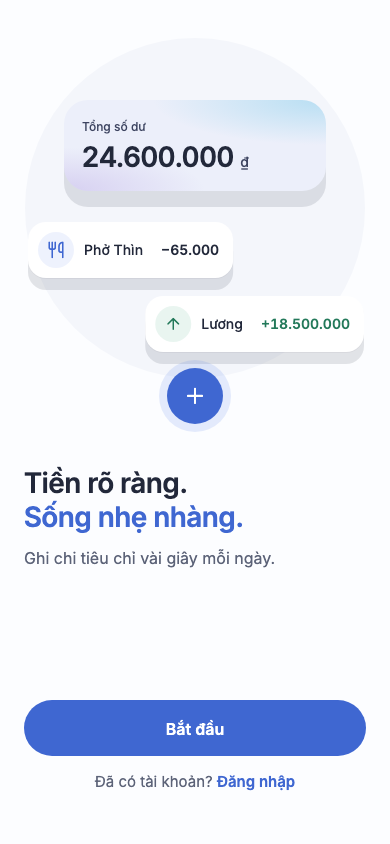 Tổng số dư
24.600.000 ₫
Phở Thìn −65.000
Lương +18.500.000
Tiền rõ ràng.
Sống nhẹ nhàng.
Ghi chi tiêu chỉ vài giây mỗi ngày.
Bắt đầu
Đã có tài khoản? Đăng nhập